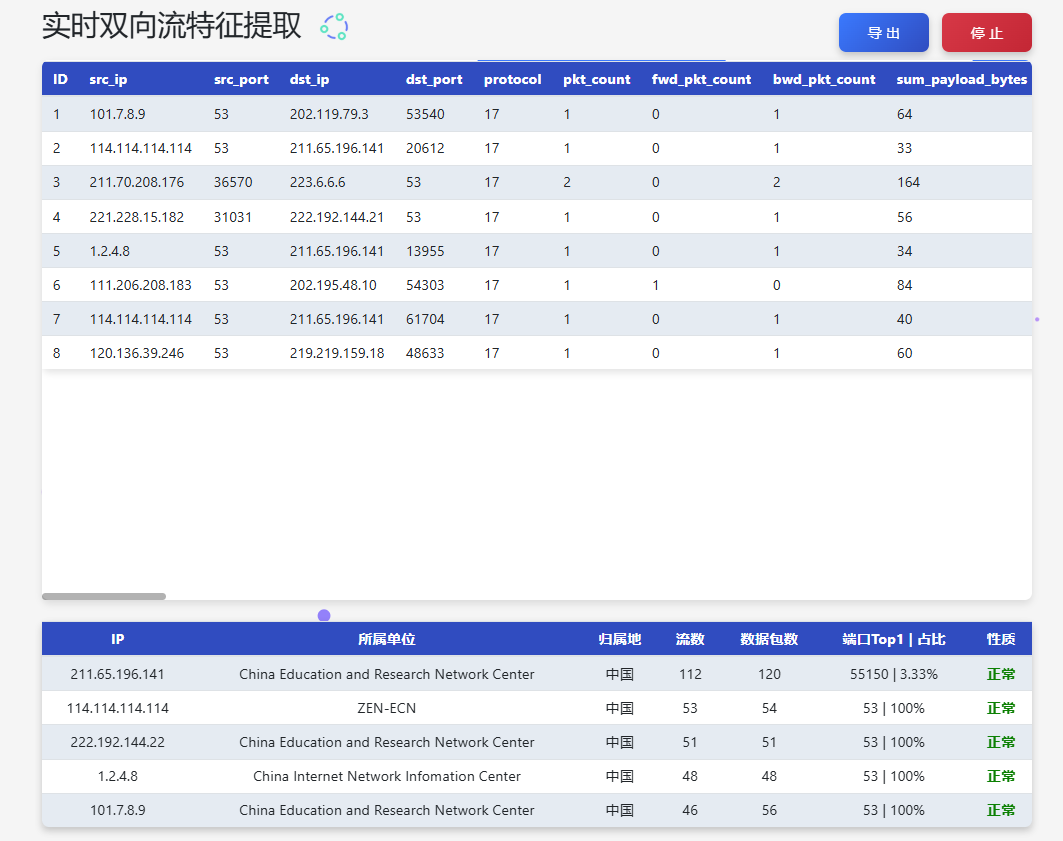 实时双向流特征提取
导出 停止
ID src_ip src_port dst_ip dst_port protocol pkt_count fwd_pkt_count bwd_pkt_count sum_payload_bytes
1 101.7.8.9 53 202.119.79.3 53540 17 1 0 1 64
2 114.114.114.114 53 211.65.196.141 20612 17 1 0 1 33
3 211.70.208.176 36570 223.6.6.6 53 17 2 0 2 164
4 221.228.15.182 31031 222.192.144.21 53 17 1 0 1 56
5 1.2.4.8 53 211.65.196.141 13955 17 1 0 1 34
6 111.206.208.183 53 202.195.48.10 54303 17 1 1 0 84
7 114.114.114.114 53 211.65.196.141 61704 17 1 0 1 40
8 120.136.39.246 53 219.219.159.18 48633 17 1 0 1 60
IP 所属单位 归属地 流数 数据包数 端口Top1 | 占比 性质
211.65.196.141 China Education and Research Network Center 中国 112 120 55150 | 3.33% 正常
114.114.114.114 ZEN-ECN 中国 53 54 53 | 100% 正常
222.192.144.22 China Education and Research Network Center 中国 51 51 53 | 100% 正常
1.2.4.8 China Internet Network Infomation Center 中国 48 48 53 | 100% 正常
101.7.8.9 China Education and Research Network Center 中国 46 56 53 | 100% 正常